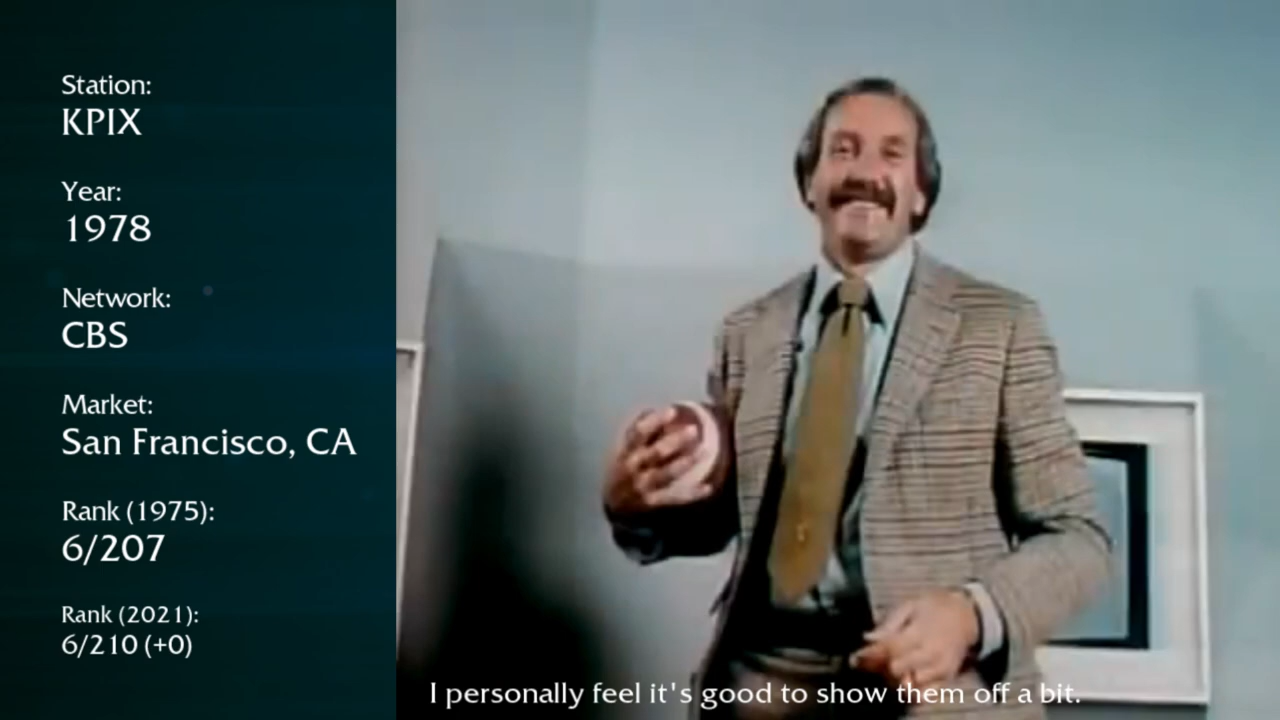 Station:
KPIX
Year:
1978
Network:
CBS
Market:
San Francisco, CA
Rank (1975):
6/207
Rank (2021):
6/210 (+0)
I personally feel it's good to show them off a bit.